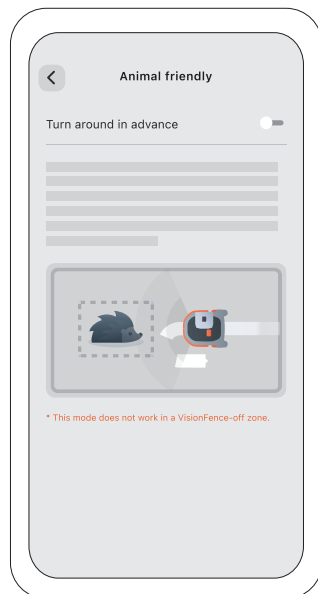 Animal friendly
Turn around in advance
* This mode does not work in a VisionFence-off zone.